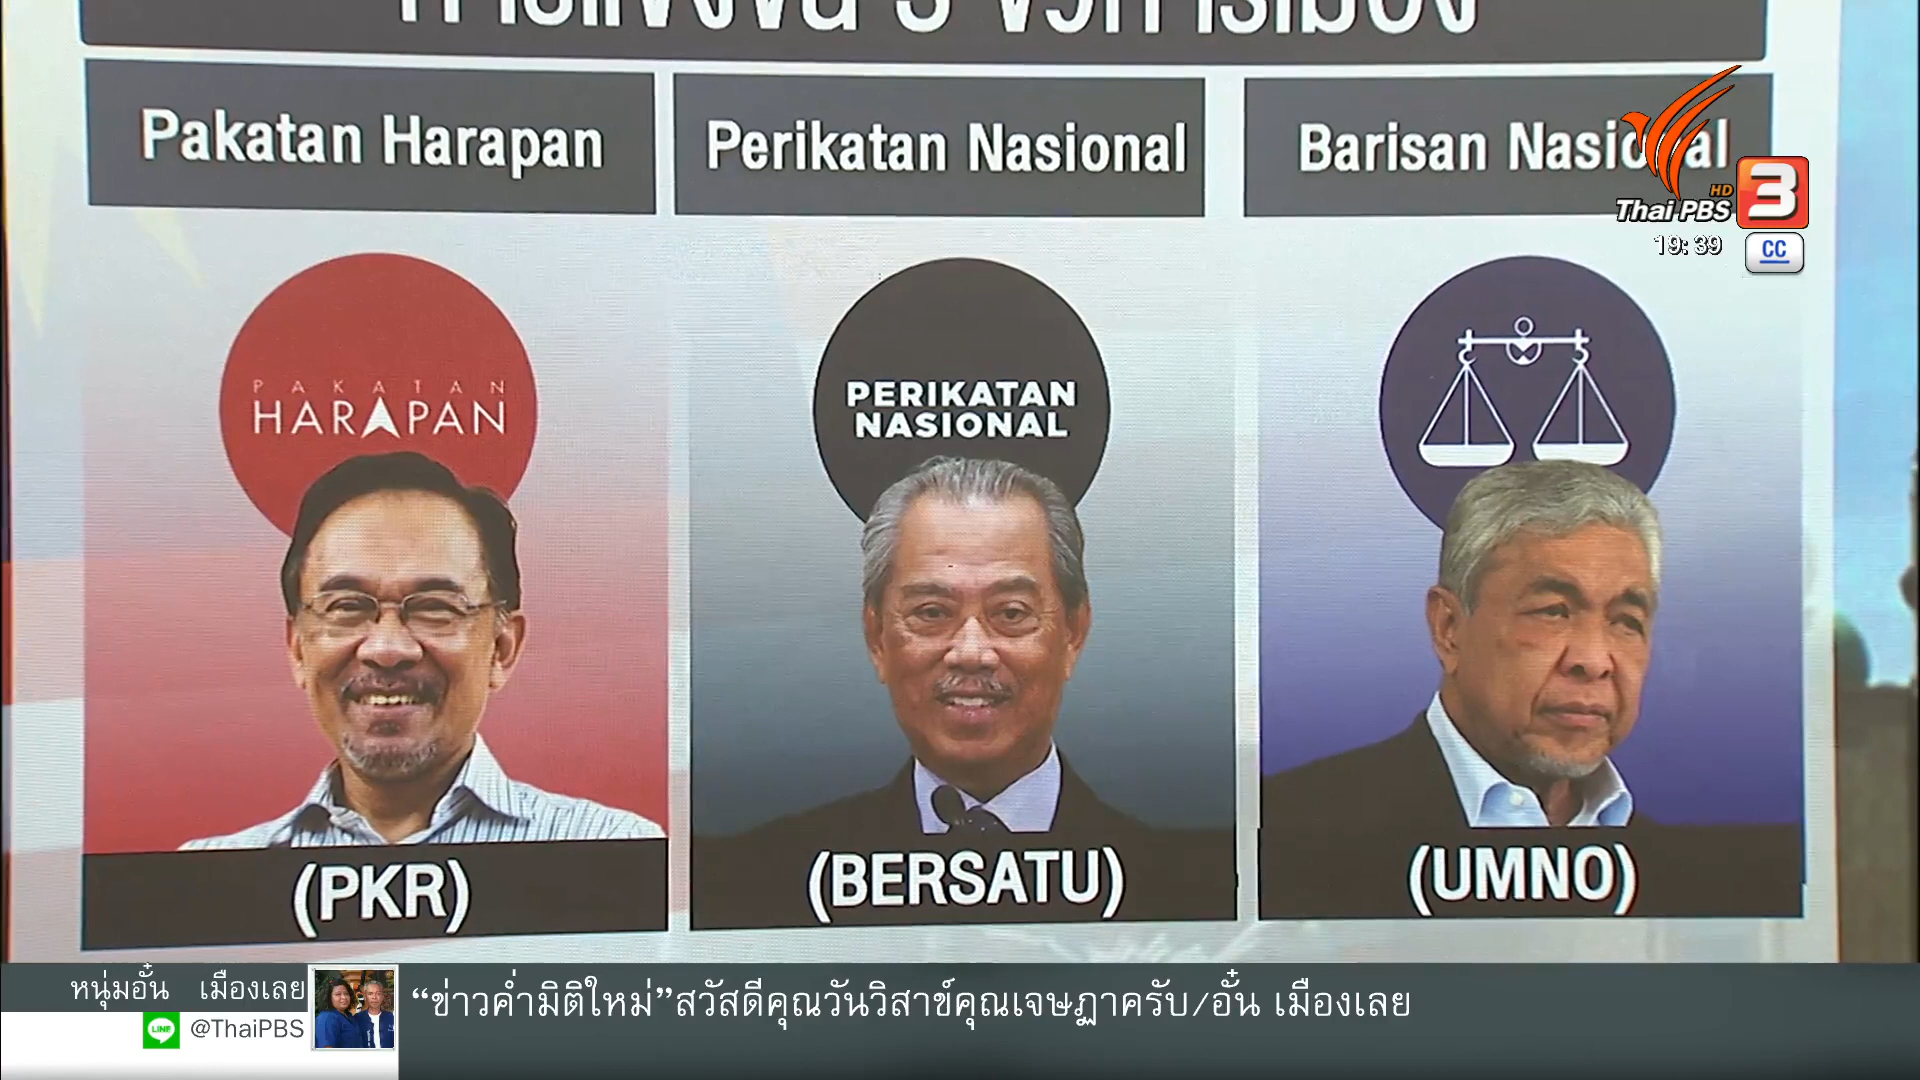 Pakatan Harapan
Perikatan Nasional
Barisan Nasional
Thai PBS HD 3
19:39
CC
PAKATAN
HARAPAN
PERIKATAN
NASIONAL
(PKR)
(BERSATU)
(UMNO)
หนุ่มอั๋น เมืองเลย
LINE @ThaiPBS
“ข่าวค่ำมิติใหม่”สวัสดีคุณวันวิสาข์คุณเจษฏาครับ/อั๋น เมืองเลย